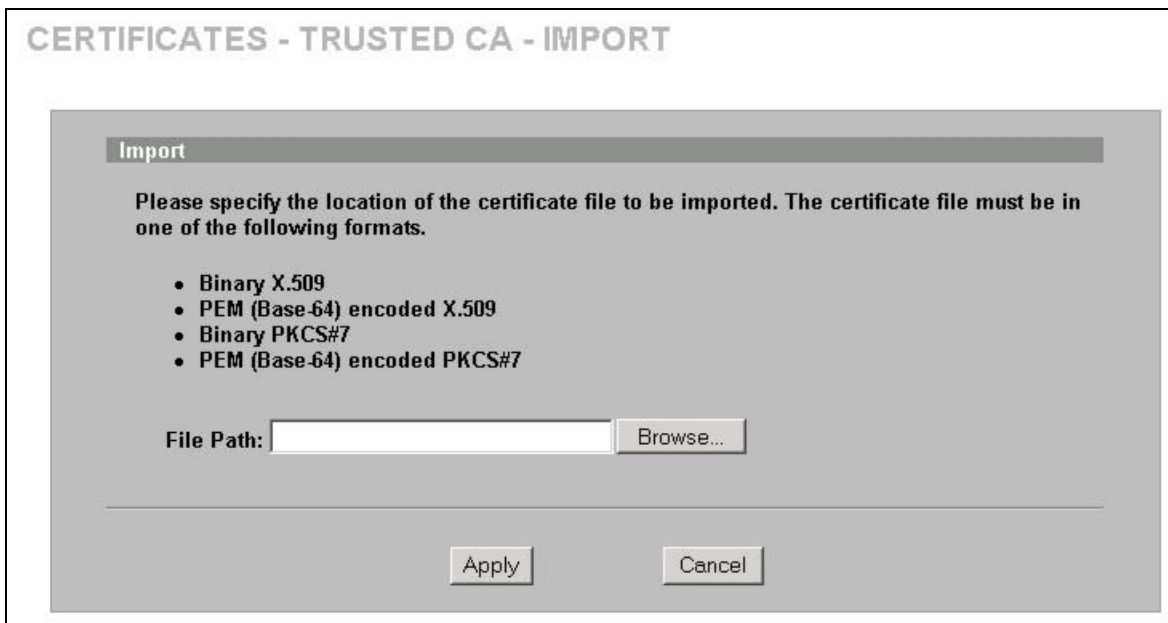 CERTIFICATES - TRUSTED CA - IMPORT
Import
Please specify the location of the certificate file to be imported. The certificate file must be in
one of the following formats.
• Binary X.509
• PEM (Base-64) encoded X.509
• Binary PKCS#7
• PEM (Base-64) encoded PKCS#7
File Path: Browse...
Apply Cancel